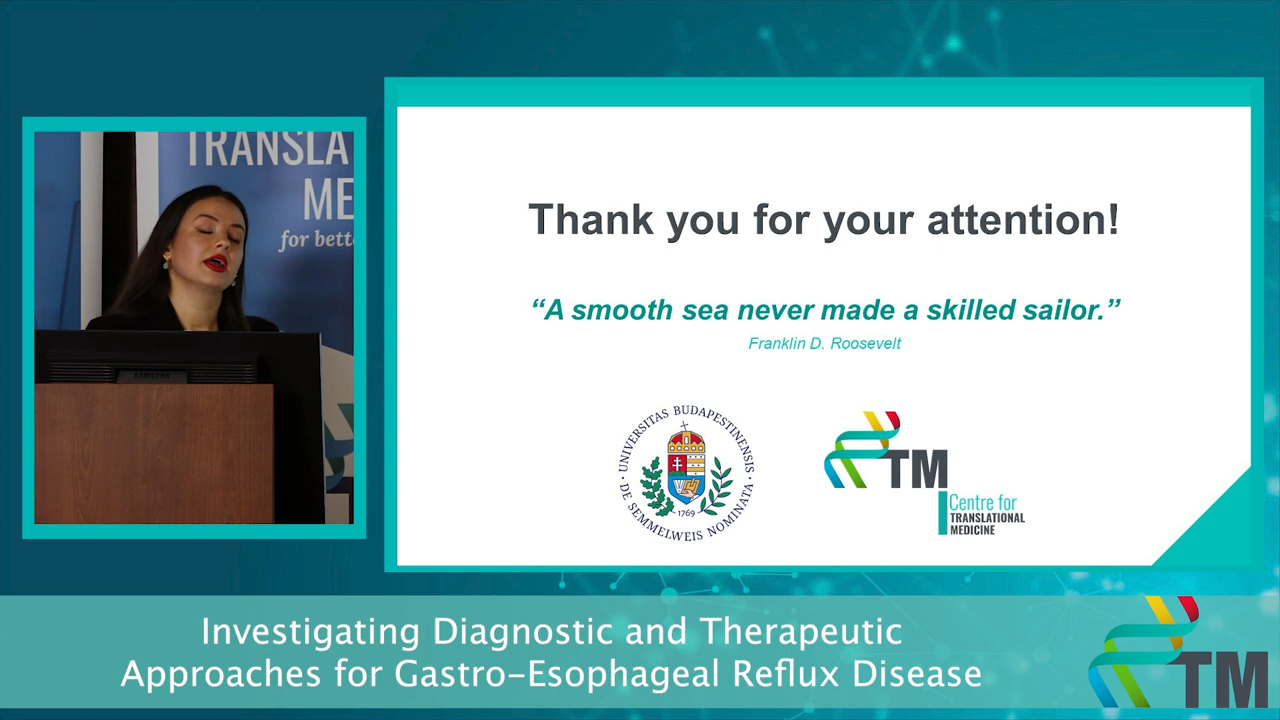 TRANSLA
ME
for bett
SAMSUNG
Thank you for your attention!
“A smooth sea never made a skilled sailor.”
Franklin D. Roosevelt
· UNIVERSITAS BUDAPESTINENSIS ·
DE SEMMELWEIS NOMINATA
1769
TM
Centre for
TRANSLATIONAL
MEDICINE
Investigating Diagnostic and Therapeutic
Approaches for Gastro-Esophageal Reflux Disease
TM